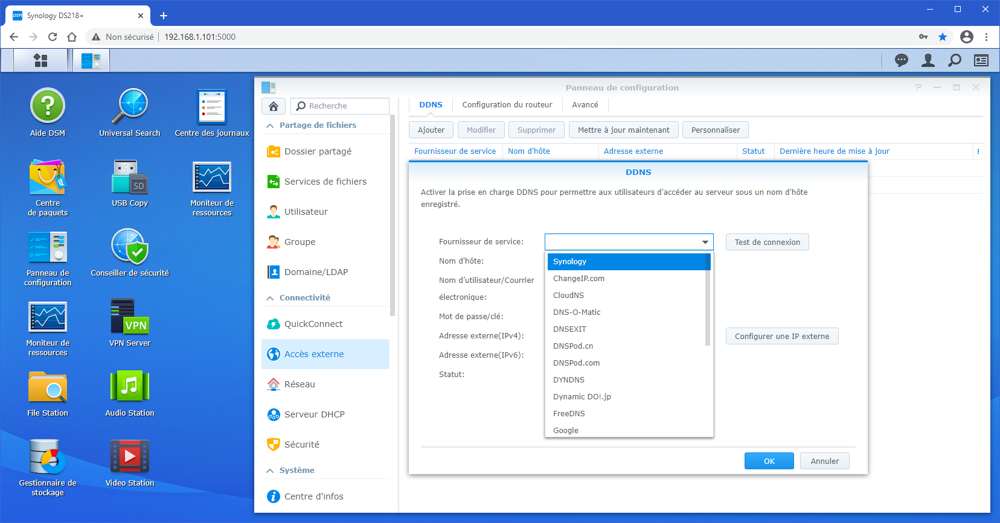 DSM Synology DS218+
Non sécurisé 192.168.1.101:5000
Panneau de configuration
Aide DSM
Universal Search
Centre des journaux
Centre
de paquets
SD
USB Copy
Moniteur de
ressources
Panneau de
configuration
Conseiller de sécurité
Moniteur de
ressources
VPN
VPN Server
File Station
Audio Station
Gestionnaire de
stockage
Video Station
Recherche
Partage de fichiers
Dossier partagé
Services de fichiers
Utilisateur
Groupe
Domaine/LDAP
Connectivité
QuickConnect
Accès externe
Réseau
Serveur DHCP
Sécurité
Système
Centre d'infos
DDNS Configuration du routeur Avancé
Ajouter Modifier Supprimer Mettre à jour maintenant Personnaliser
Fournisseur de service Nom d'hôte Adresse externe Statut Dernière heure de mise à jour
DDNS
Activer la prise en charge DDNS pour permettre aux utilisateurs d'accéder au serveur sous un nom d'hôte
enregistré.
Fournisseur de service: Test de connexion
Nom d'hôte:
Nom d'utilisateur/Courrier
électronique:
Mot de passe/clé:
Adresse externe(IPv4): Configurer une IP externe
Adresse externe(IPv6):
Statut:
Synology
ChangeIP.com
CloudNS
DNS-O-Matic
DNSEXIT
DNSPod.cn
DNSPod.com
DYNDNS
Dynamic DO!.jp
FreeDNS
Google
OK Annuler